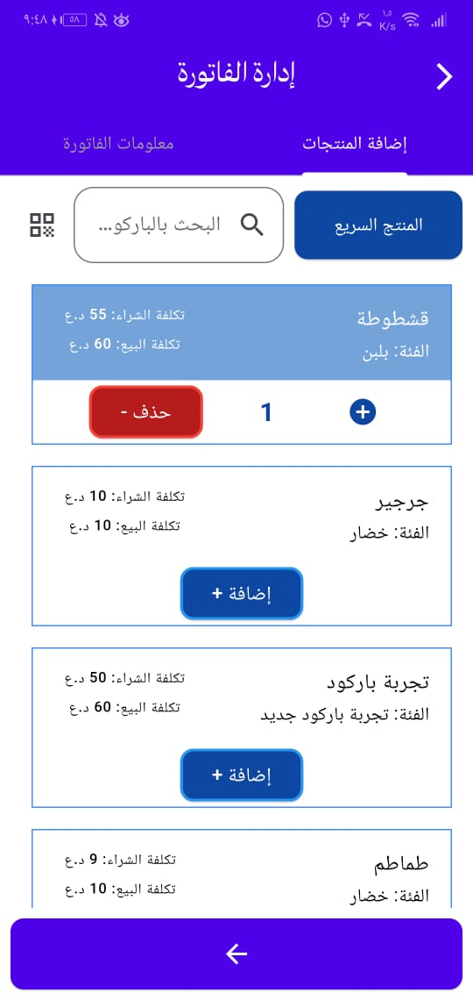 ٩:٤٨
٥٨
١,٥
K/s
إدارة الفاتورة
إضافة المنتجات
معلومات الفاتورة
المنتج السريع
البحث بالباركو...
قشطوطة
تكلفة الشراء: 55 د.ع
الفئة: بلبن
تكلفة البيع: 60 د.ع
1
حذف -
جرجير
تكلفة الشراء: 10 د.ع
الفئة: خضار
تكلفة البيع: 10 د.ع
إضافة +
تجربة باركود
تكلفة الشراء: 50 د.ع
الفئة: تجربة باركود جديد
تكلفة البيع: 60 د.ع
إضافة +
طماطم
تكلفة الشراء: 9 د.ع
الفئة: خضار
تكلفة البيع: 10 د.ع